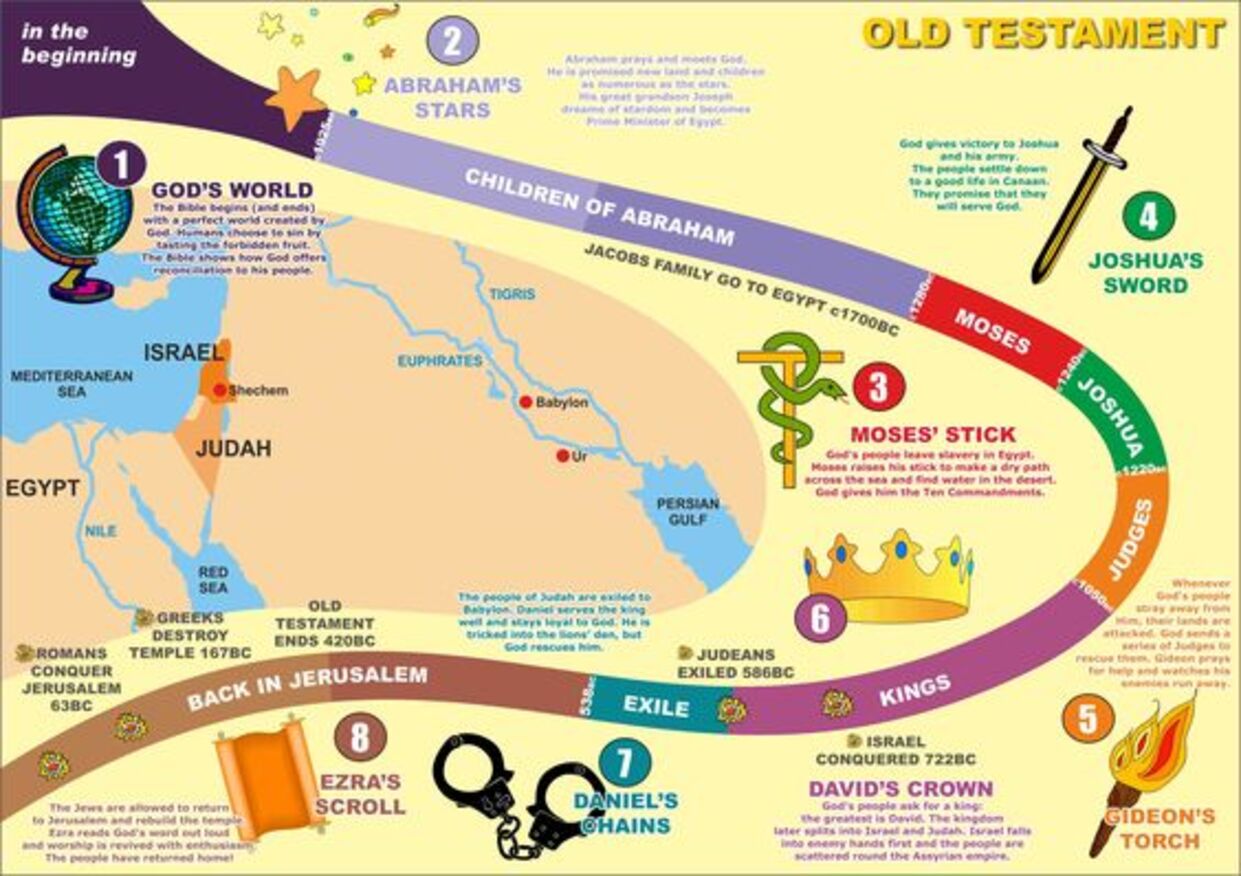 in the
beginning
OLD TESTAMENT
1
GOD'S WORLD
The Bible begins (and ends)
with a perfect world created by
God. Humans choose to sin by
tasting the forbidden fruit.
The Bible shows how God offers
reconciliation to his people.
2
ABRAHAM'S
STARS
Abraham prays and meets God.
He is promised new land and children
as numerous as the stars.
His great grandson Joseph
dreams of stardom and becomes
Prime Minister of Egypt.
CHILDREN OF ABRAHAM
JACOBS FAMILY GO TO EGYPT c1700BC
c1280BC
MOSES
c1240BC
JOSHUA
c1220BC
JUDGES
c1050BC
KINGS
EXILE
538BC
BACK IN JERUSALEM
3
MOSES' STICK
God's people leave slavery in Egypt.
Moses raises his stick to make a dry path
across the sea and find water in the desert.
God gives him the Ten Commandments.
God gives victory to Joshua
and his army.
The people settle down
to a good life in Canaan.
They promise that they
will serve God.
4
JOSHUA'S
SWORD
Whenever
God's people
stray away from
Him, their lands are
attacked. God sends a
series of Judges to
rescue them. Gideon prays
for help and watches his
enemies run away.
5
GIDEON'S
TORCH
6
ISRAEL
CONQUERED 722BC
DAVID'S CROWN
God's people ask for a king:
the greatest is David. The kingdom
later splits into Israel and Judah. Israel falls
into enemy hands first and the people are
scattered round the Assyrian empire.
JUDEANS
EXILED 586BC
The people of Judah are exiled to
Babylon. Daniel serves the king
well and stays loyal to God. He is
tricked into the lions' den, but
God rescues him.
7
DANIEL'S
CHAINS
8
EZRA'S
SCROLL
The Jews are allowed to return
to Jerusalem and rebuild the temple.
Ezra reads God's word out loud
and worship is revived with enthusiasm.
The people have returned home!
OLD
TESTAMENT
ENDS 420BC
GREEKS
DESTROY
TEMPLE 167BC
ROMANS
CONQUER
JERUSALEM
63BC
MEDITERRANEAN
SEA
ISRAEL
Shechem
JUDAH
EGYPT
NILE
RED
SEA
TIGRIS
EUPHRATES
Babylon
Ur
PERSIAN
GULF